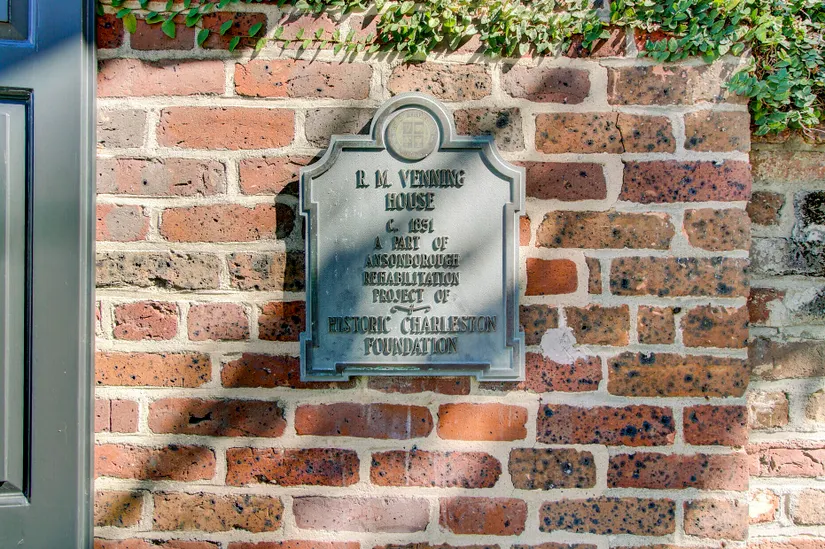 R. M. VENNING
HOUSE
C. 1851
A PART OF
ANSONBOROUGH
REHABILITATION
PROJECT OF
HISTORIC CHARLESTON
FOUNDATION